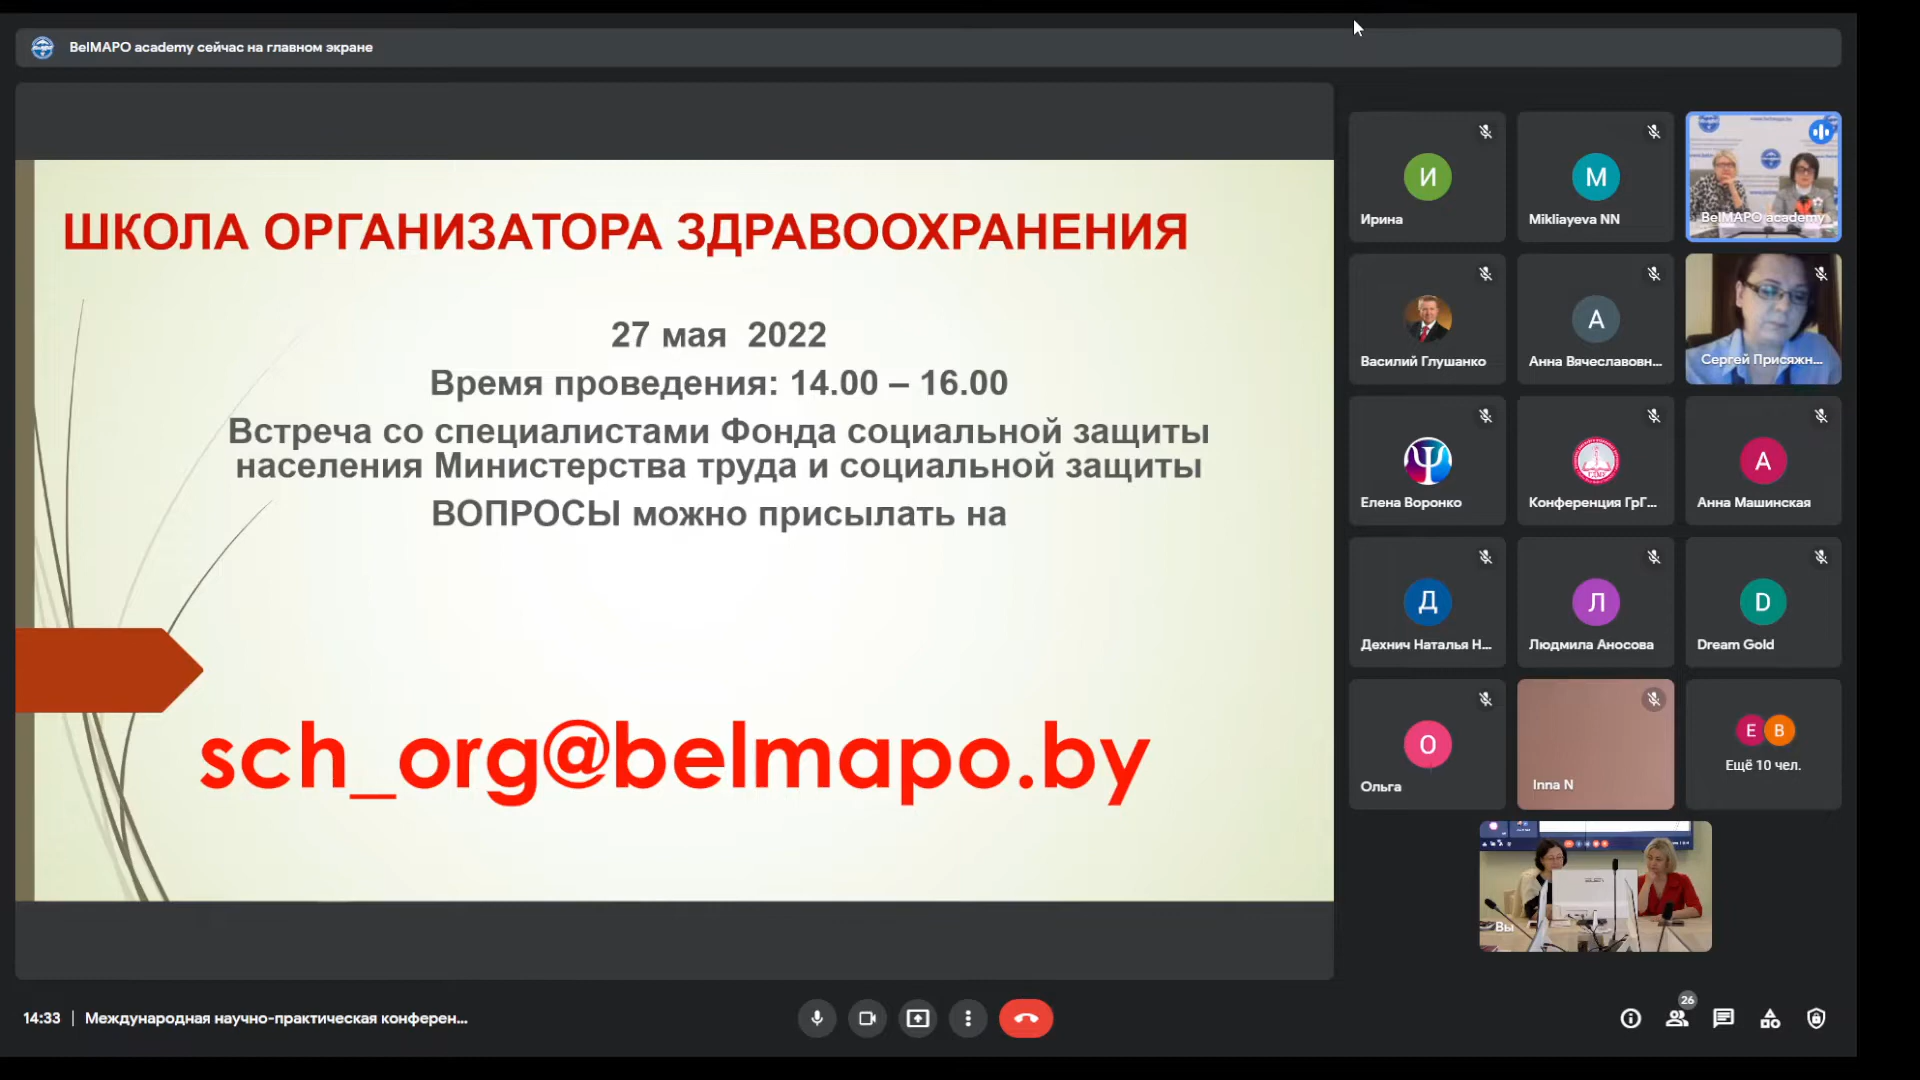 BelMAPO academy сейчас на главном экране
ШКОЛА ОРГАНИЗАТОРА ЗДРАВООХРАНЕНИЯ
27 мая  2022
Время проведения: 14.00 – 16.00
Встреча со специалистами Фонда социальной защиты
населения Министерства труда и социальной защиты
ВОПРОСЫ можно присылать на
sch_org@belmapo.by
И
Ирина
M
Mikliayeva NN
BelMAPO academy
Василий Глушанко
А
Анна Вячеславовн...
Сергей Присяжн...
Елена Воронко
Конференция ГрГ...
А
Анна Машинская
Д
Дехнич Наталья Н...
Л
Людмила Аносова
D
Dream Gold
О
Ольга
Inna N
Е В
Ещё 10 чел.
Вы
14:33 | Международная научно-практическая конферен...
26